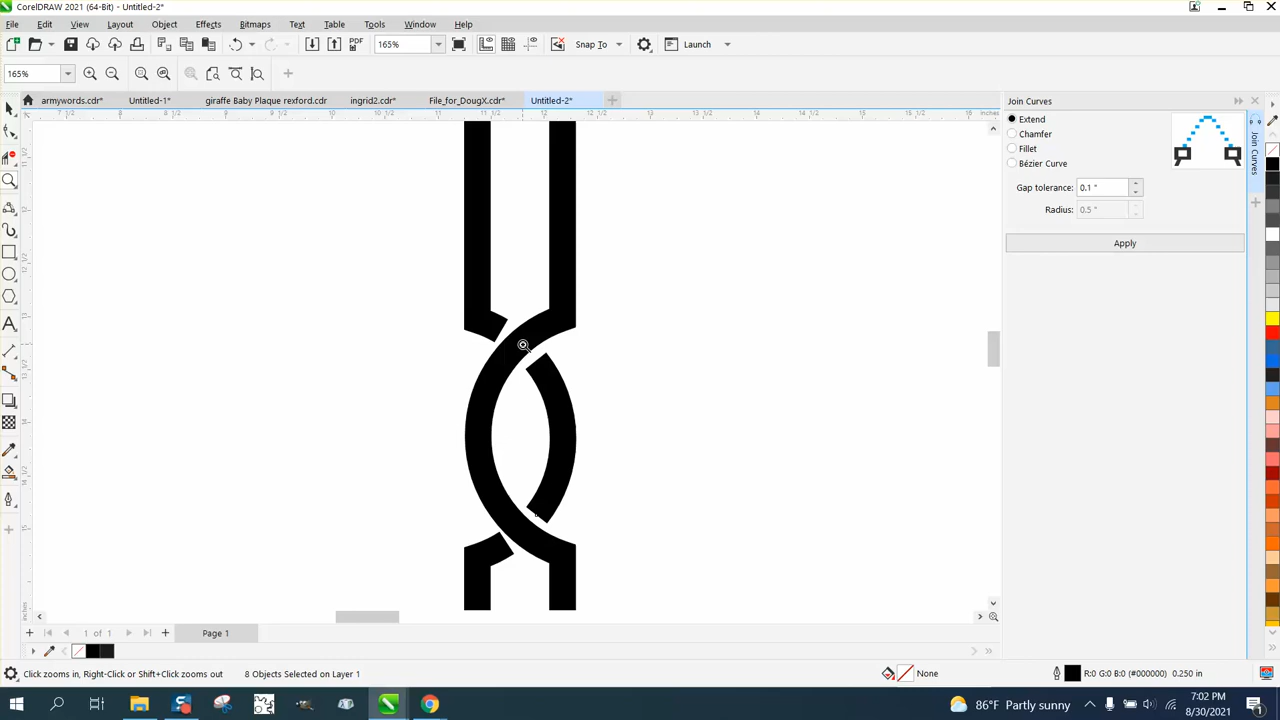 CorelDRAW 2021 (64-Bit) - Untitled-2*
File Edit View Layout Object Effects Bitmaps Text Table Tools Window Help
165% PDF Snap To Launch
165%
armywords.cdr* Untitled-1* giraffe Baby Plaque rexford.cdr ingrid2.cdr* File_for_DougX.cdr* Untitled-2*
Join Curves
Extend
Chamfer
Fillet
Bézier Curve
Gap tolerance: 0.1 "
Radius: 0.5 "
Apply
Join Curves
inches
1 of 1 Page 1
Click zooms in, Right-Click or Shift+Click zooms out 8 Objects Selected on Layer 1 None R:0 G:0 B:0 (#000000) 0.250 in
86°F Partly sunny 7:02 PM
8/30/2021